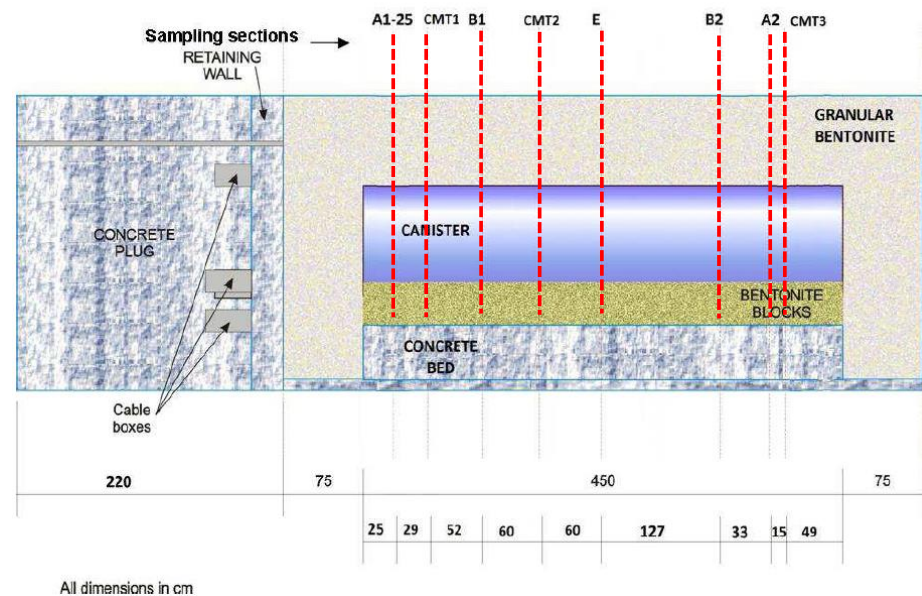 A1-25 CMT1 B1 CMT2 E B2 A2 CMT3
Sampling sections
RETAINING
WALL
GRANULAR
BENTONITE
CONCRETE
PLUG
CANISTER
BENTONITE
BLOCKS
CONCRETE
BED
Cable
boxes
220 75 450 75
25 29 52 60 60 127 33 15 49
All dimensions in cm